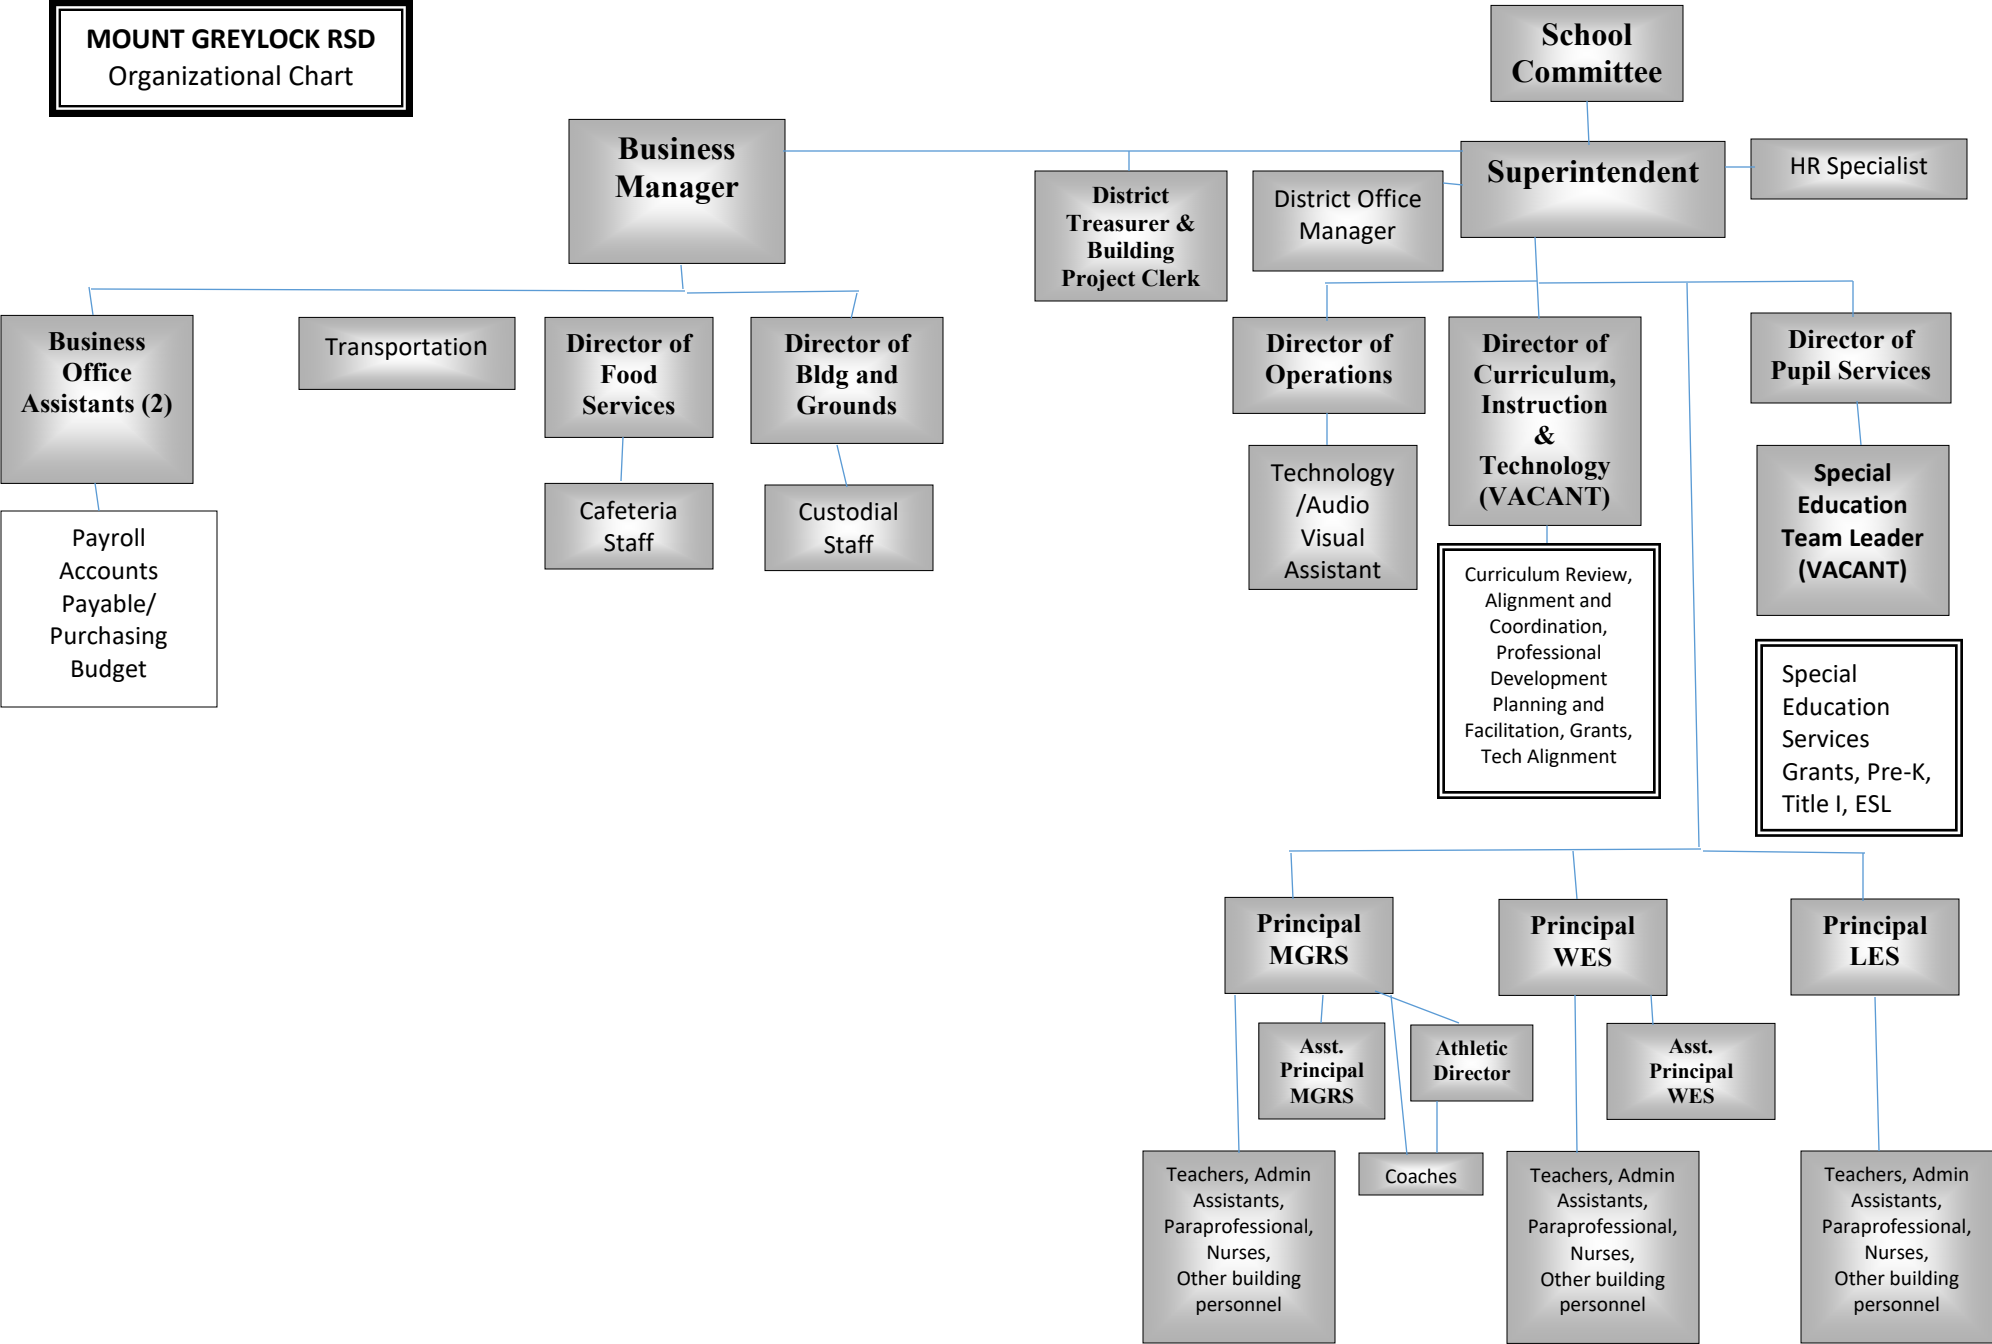 MOUNT GREYLOCK RSD
Organizational Chart
School
Committee
Business
Manager
District
Treasurer &
Building
Project Clerk
District Office
Manager
Superintendent
HR Specialist
Business
Office
Assistants (2)
Transportation
Director of
Food
Services
Director of
Bldg and
Grounds
Director of
Operations
Director of
Curriculum,
Instruction
&
Technology
(VACANT)
Director of
Pupil Services
Payroll
Accounts
Payable/
Purchasing
Budget
Cafeteria
Staff
Custodial
Staff
Technology
/Audio
Visual
Assistant
Special
Education
Team Leader
(VACANT)
Curriculum Review,
Alignment and
Coordination,
Professional
Development
Planning and
Facilitation, Grants,
Tech Alignment
Special
Education
Services
Grants, Pre-K,
Title I, ESL
Principal
MGRS
Principal
WES
Principal
LES
Asst.
Principal
MGRS
Athletic
Director
Asst.
Principal
WES
Teachers, Admin
Assistants,
Paraprofessional,
Nurses,
Other building
personnel
Coaches
Teachers, Admin
Assistants,
Paraprofessional,
Nurses,
Other building
personnel
Teachers, Admin
Assistants,
Paraprofessional,
Nurses,
Other building
personnel